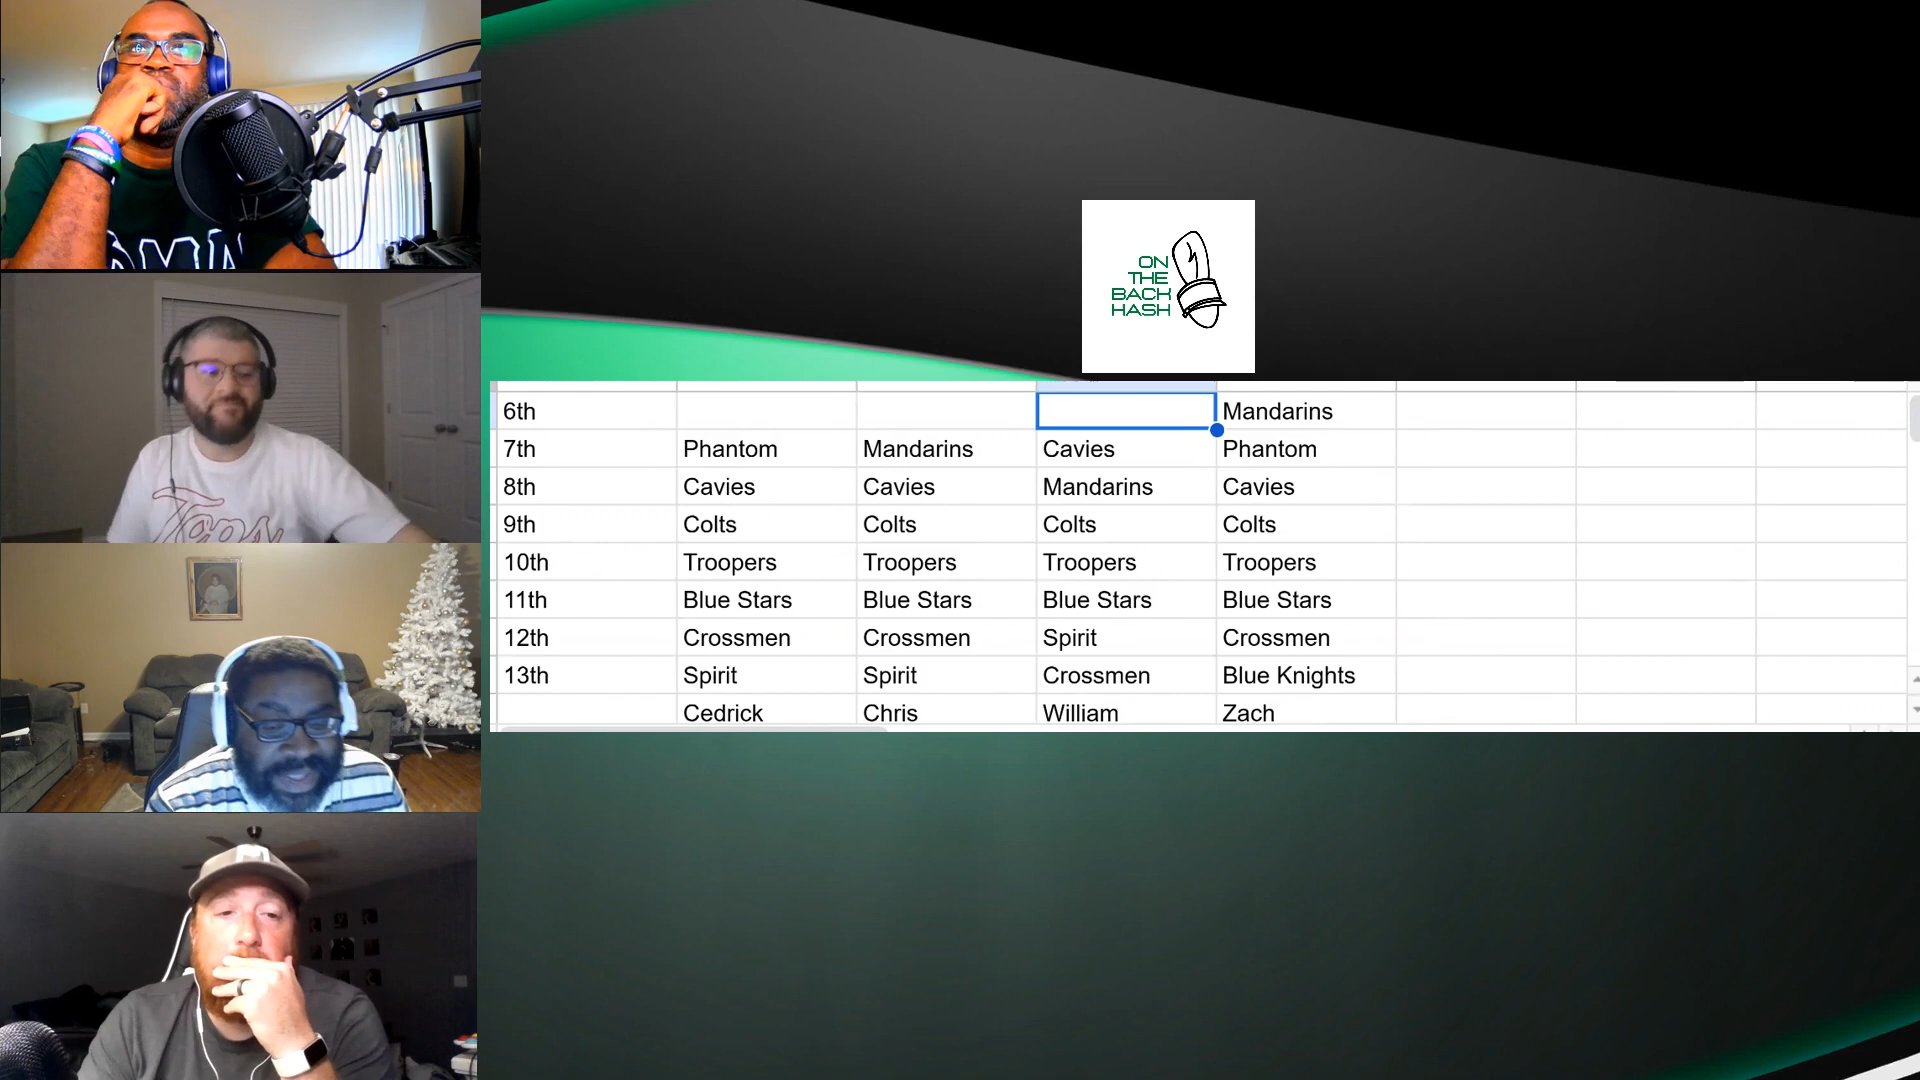 ON
THE
BACK
HASH
6th Mandarins
7th Phantom Mandarins Cavies Phantom
8th Cavies Cavies Mandarins Cavies
9th Colts Colts Colts Colts
10th Troopers Troopers Troopers Troopers
11th Blue Stars Blue Stars Blue Stars Blue Stars
12th Crossmen Crossmen Spirit Crossmen
13th Spirit Spirit Crossmen Blue Knights
Cedrick Chris William Zach